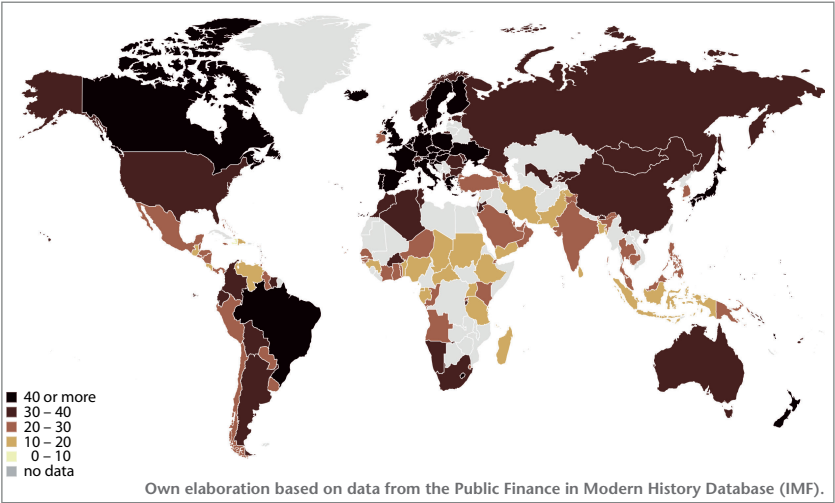 40 or more
30 – 40
20 – 30
10 – 20
0 – 10
no data
Own elaboration based on data from the Public Finance in Modern History Database (IMF).